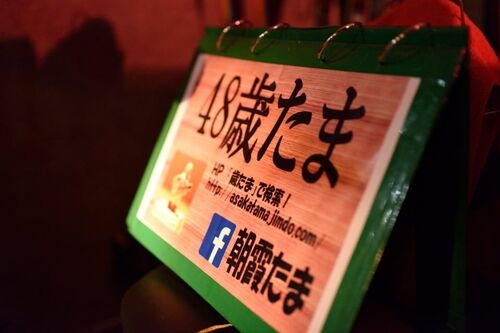 48歳たま
HP 「歳たま」で検索！
http://asakatama.jimdo.com/
f 朝霞たま